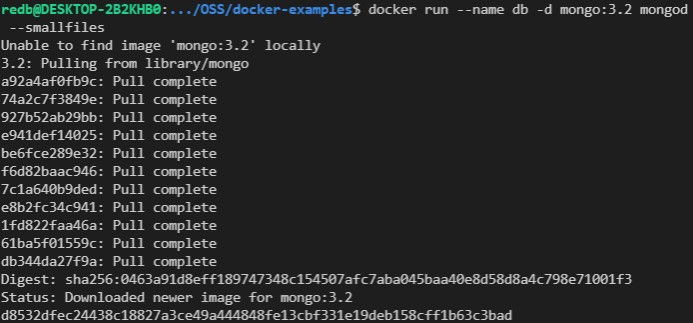 redb@DESKTOP-2B2KHB0:.../OSS/docker-examples$ docker run --name db -d mongo:3.2 mongod
--smallfiles
Unable to find image 'mongo:3.2' locally
3.2: Pulling from library/mongo
a92a4af0fb9c: Pull complete
74a2c7f3849e: Pull complete
927b52ab29bb: Pull complete
e941def14025: Pull complete
be6fce289e32: Pull complete
f6d82baac946: Pull complete
7c1a640b9ded: Pull complete
e8b2fc34c941: Pull complete
1fd822faa46a: Pull complete
61ba5f01559c: Pull complete
db344da27f9a: Pull complete
Digest: sha256:0463a91d8eff189747348c154507afc7aba045baa40e8d58d8a4c798e71001f3
Status: Downloaded newer image for mongo:3.2
d8532dfec24438c18827a3ce49a444848fe13cbf331e19deb158cff1b63c3bad